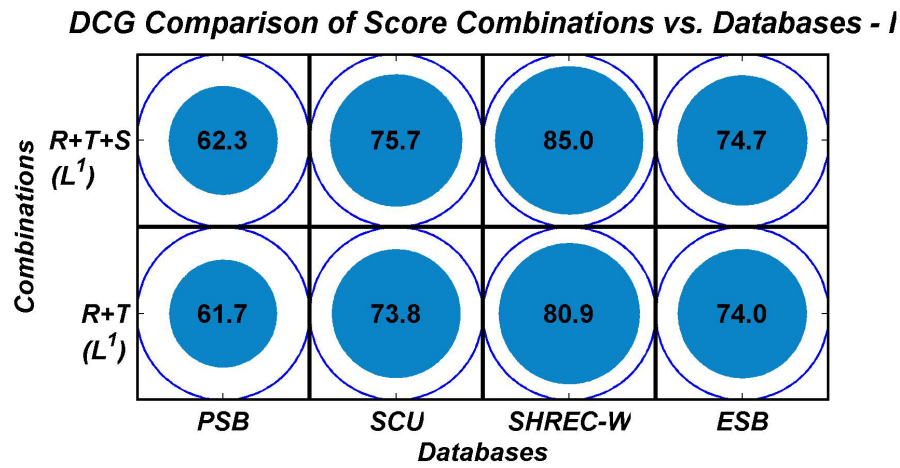 DCG Comparison of Score Combinations vs. Databases - I
Combinations
R+T+S
(L¹)
62.3 75.7 85.0 74.7
R+T
(L¹)
61.7 73.8 80.9 74.0
PSB SCU SHREC-W ESB
Databases